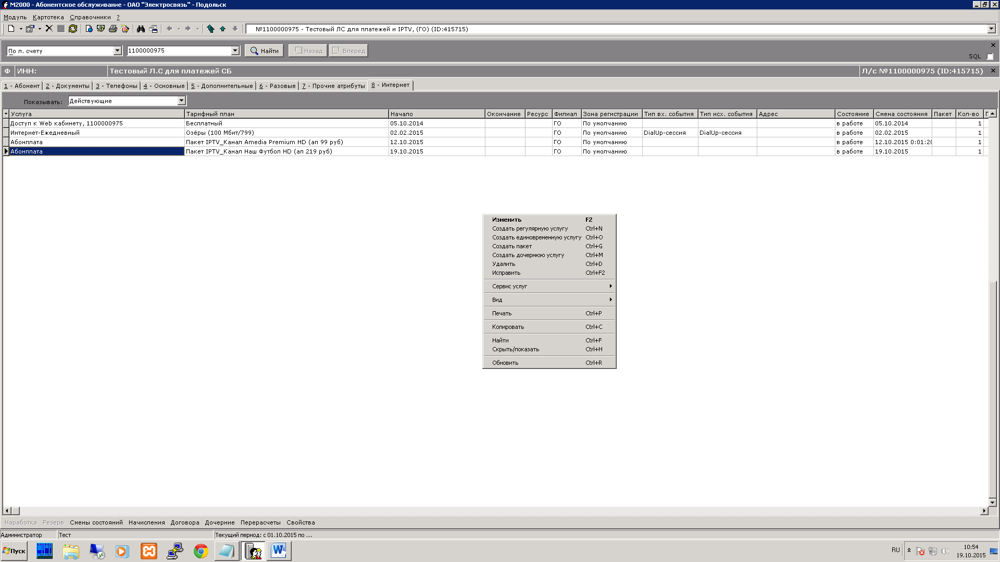 M2000 - Абонентское обслуживание - ОАО "Электросвязь" - Подольск
Модуль Картотека Справочники ?
№1100000975 - Тестовый ЛС для платежей и IPTV, (ГО) (ID:415715)
По л. счету 1100000975 Найти Назад Вперед
SQL
Ф ИНН: Тестовый Л.С для платежей СБ Л/с №1100000975 (ID:415715)
1 - Абонент 2 - Документы 3 - Телефоны 4 - Основные 5 - Дополнительные 6 - Разовые 7 - Прочие атрибуты 8 - Интернет
Показывать: Действующие
Услуга Тарифный план Начало Окончание Ресурс Филиал Зона регистрации Тип вх. события Тип исх. события Адрес Состояние Смена состояния Пакет Кол-во
Доступ к Web кабинету, 1100000975 Бесплатный 05.10.2014 ГО По умолчанию в работе 05.10.2014 1
Интернет-Ежедневный Озёры (100 Мбит/799) 02.02.2015 ГО По умолчанию DialUp-сессия DialUp-сессия в работе 02.02.2015 1
Абонплата Пакет IPTV_Канал Amedia Premium HD (ап 99 руб) 12.10.2015 ГО По умолчанию в работе 12.10.2015 0:01:20 1
Абонплата Пакет IPTV_Канал Наш Футбол HD (ап 219 руб) 19.10.2015 ГО По умолчанию в работе 19.10.2015 1
Изменить F2
Создать регулярную услугу Ctrl+N
Создать единовременную услугу Ctrl+O
Создать пакет Ctrl+G
Создать дочернюю услугу Ctrl+M
Удалить Ctrl+D
Исправить Ctrl+F2
Сервис услуг
Вид
Печать Ctrl+P
Копировать Ctrl+C
Найти Ctrl+F
Скрыть/показать Ctrl+H
Обновить Ctrl+R
Наработка Резерв Смены состояний Начисления Договора Дочерние Перерасчеты Свойства
Администратор Тест Текущий период: с 01.10.2015 по ...
Пуск RU 10:54
19.10.2015